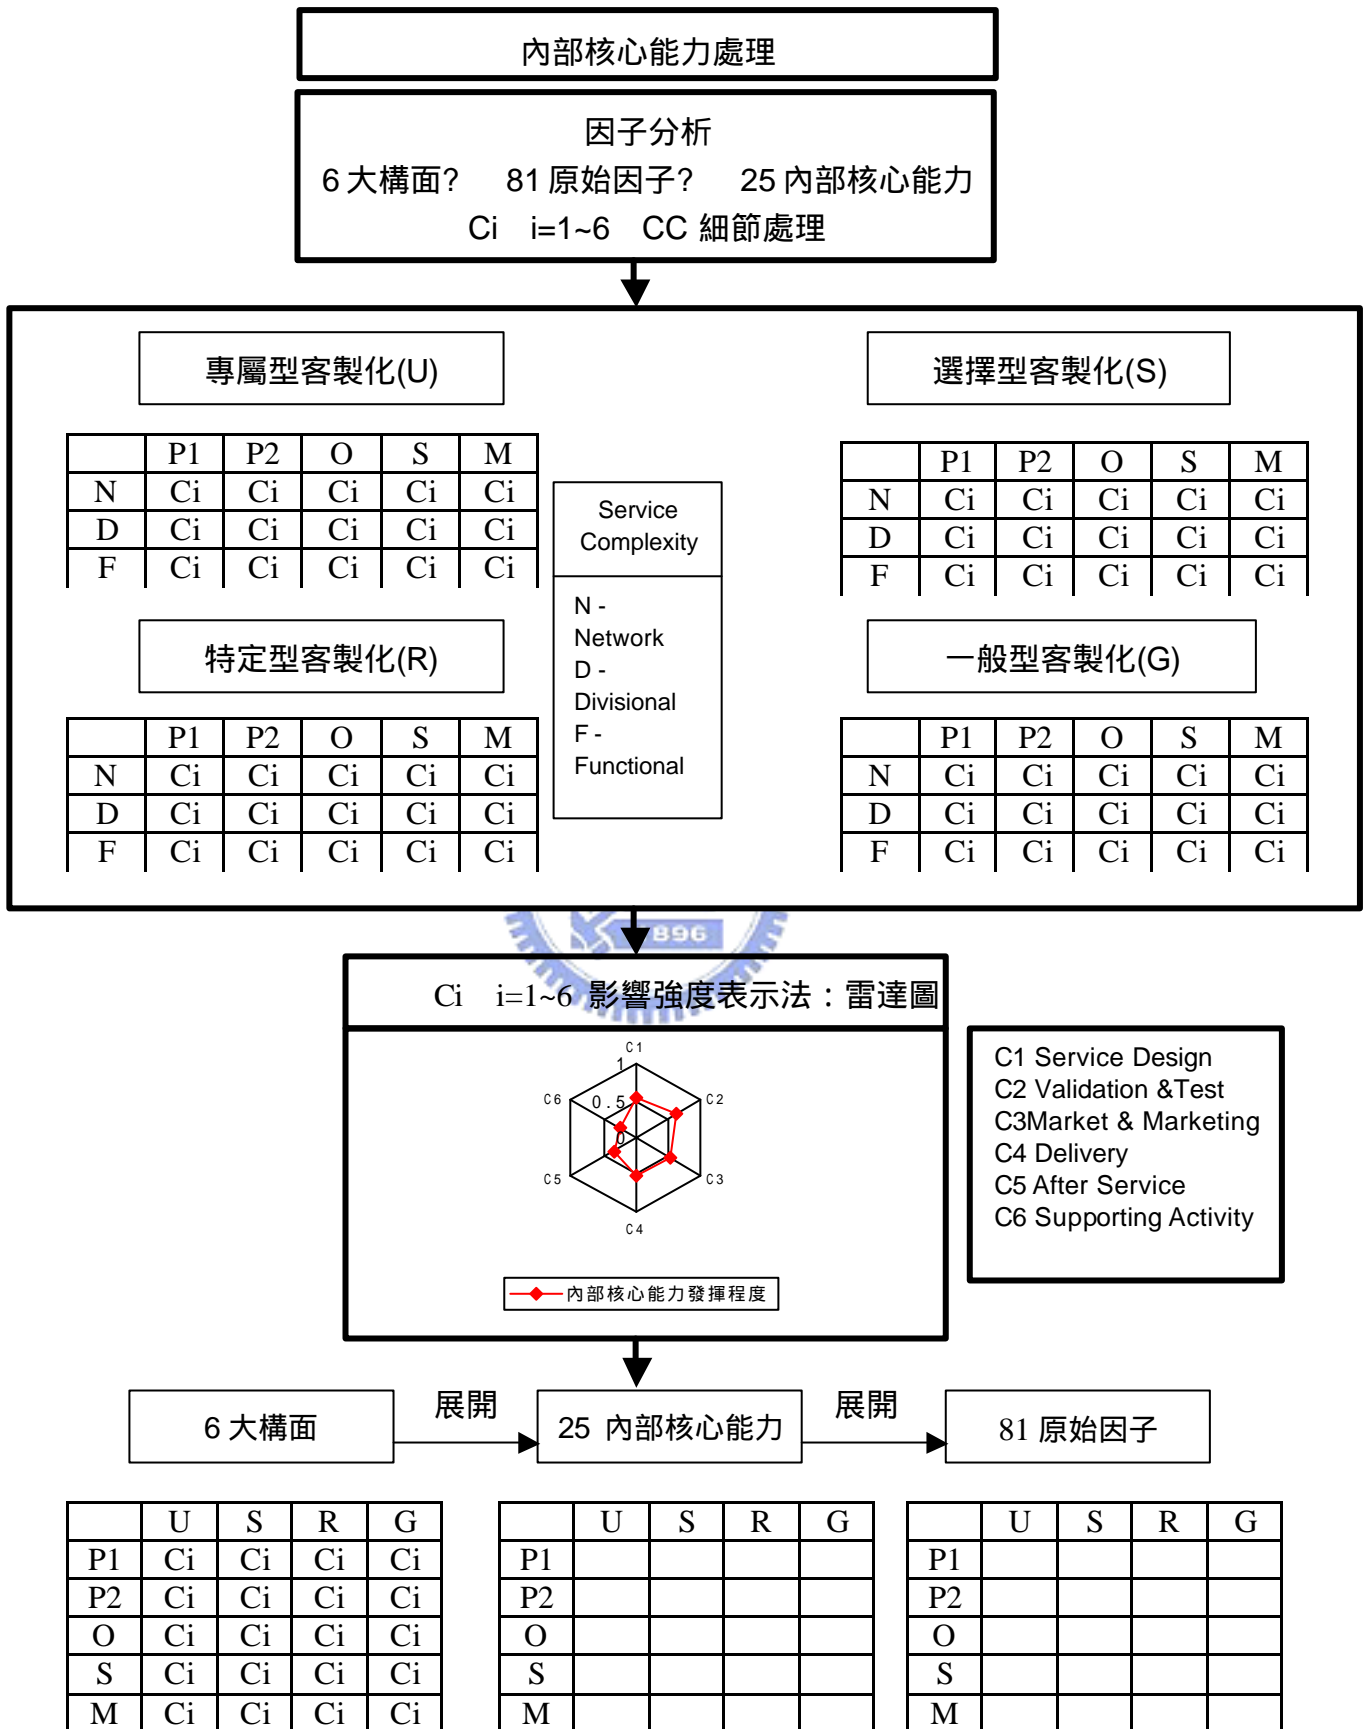 內部核心能力處理
因子分析
6 大構面? 81 原始因子? 25 內部核心能力
Ci i=1~6 CC 細節處理
專屬型客製化(U)
選擇型客製化(S)
P1 P2 O S M
N Ci Ci Ci Ci Ci
D Ci Ci Ci Ci Ci
F Ci Ci Ci Ci Ci
Service
Complexity
N -
Network
D -
Divisional
F -
Functional
P1 P2 O S M
N Ci Ci Ci Ci Ci
D Ci Ci Ci Ci Ci
F Ci Ci Ci Ci Ci
特定型客製化(R)
一般型客製化(G)
P1 P2 O S M
N Ci Ci Ci Ci Ci
D Ci Ci Ci Ci Ci
F Ci Ci Ci Ci Ci
P1 P2 O S M
N Ci Ci Ci Ci Ci
D Ci Ci Ci Ci Ci
F Ci Ci Ci Ci Ci
896
Ci i=1~6 影響強度表示法：雷達圖
C1
1
C6 0.5 C2
0
C5 C3
C4
內部核心能力發揮程度
C1 Service Design
C2 Validation &Test
C3Market & Marketing
C4 Delivery
C5 After Service
C6 Supporting Activity
6 大構面
展開
25 內部核心能力
展開
81 原始因子
U S R G
P1 Ci Ci Ci Ci
P2 Ci Ci Ci Ci
O Ci Ci Ci Ci
S Ci Ci Ci Ci
M Ci Ci Ci Ci
U S R G
P1
P2
O
S
M
U S R G
P1
P2
O
S
M